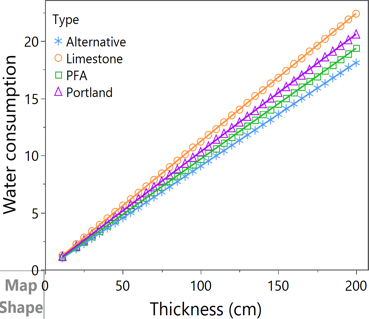 Type
Alternative
Limestone
PFA
Portland
Water consumption
20
15
10
5
0
0 50 100 150 200
Thickness (cm)
Map
Shape